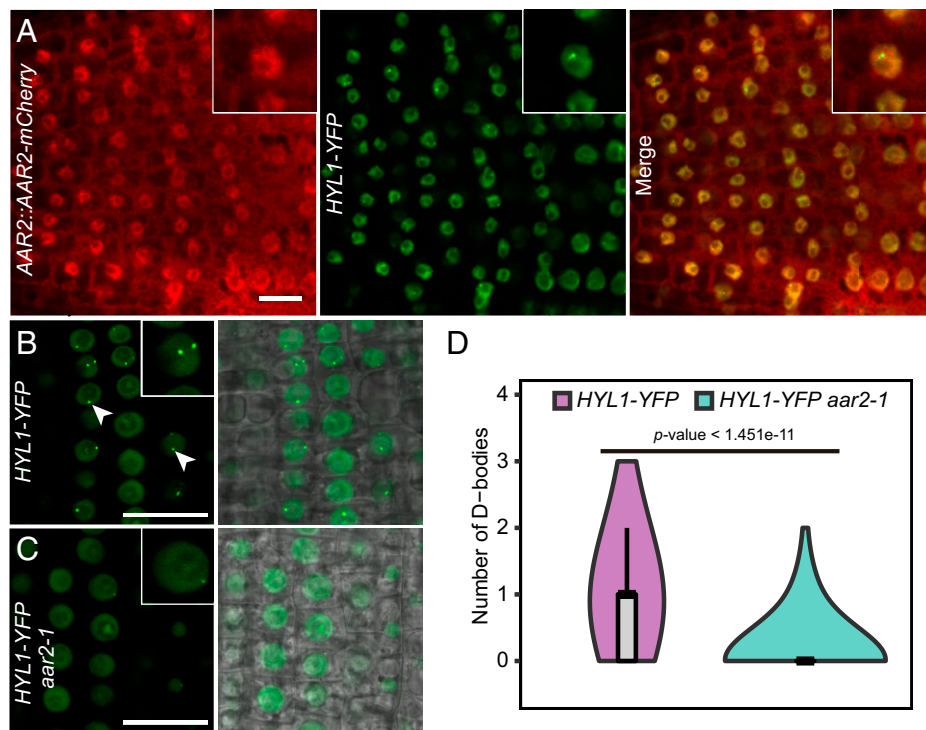 A
AAR2::AAR2-mCherry
HYL1-YFP
Merge
B
HYL1-YFP
C
HYL1-YFP
aar2-1
D
HYL1-YFP HYL1-YFP aar2-1
p-value < 1.451e-11
Number of D−bodies
4
3
2
1
0